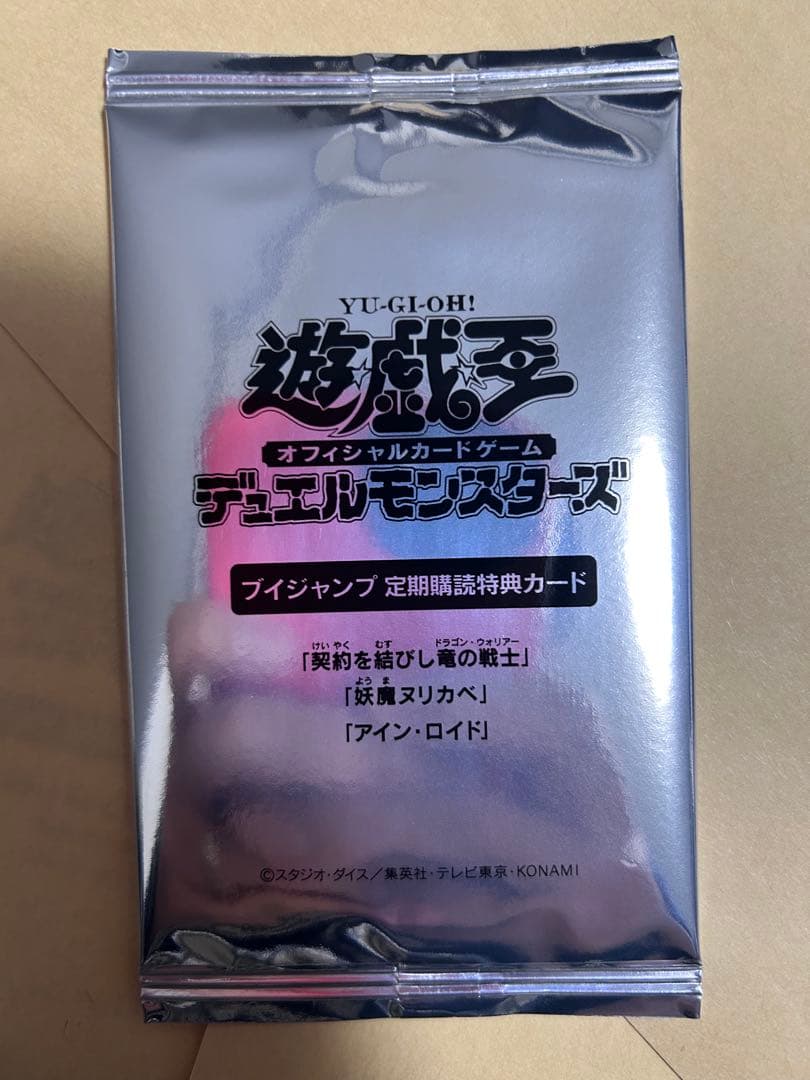 YU-GI-OH!
遊☆戯☆王
オフィシャルカードゲーム
デュエルモンスターズ
ブイジャンプ 定期購読特典カード
けいやく むす ドラゴン・ウォリアー
「契約を結びし竜の戦士」
ようま
「妖魔ヌリカベ」
「アイン・ロイド」
©スタジオ・ダイス/集英社・テレビ東京・KONAMI